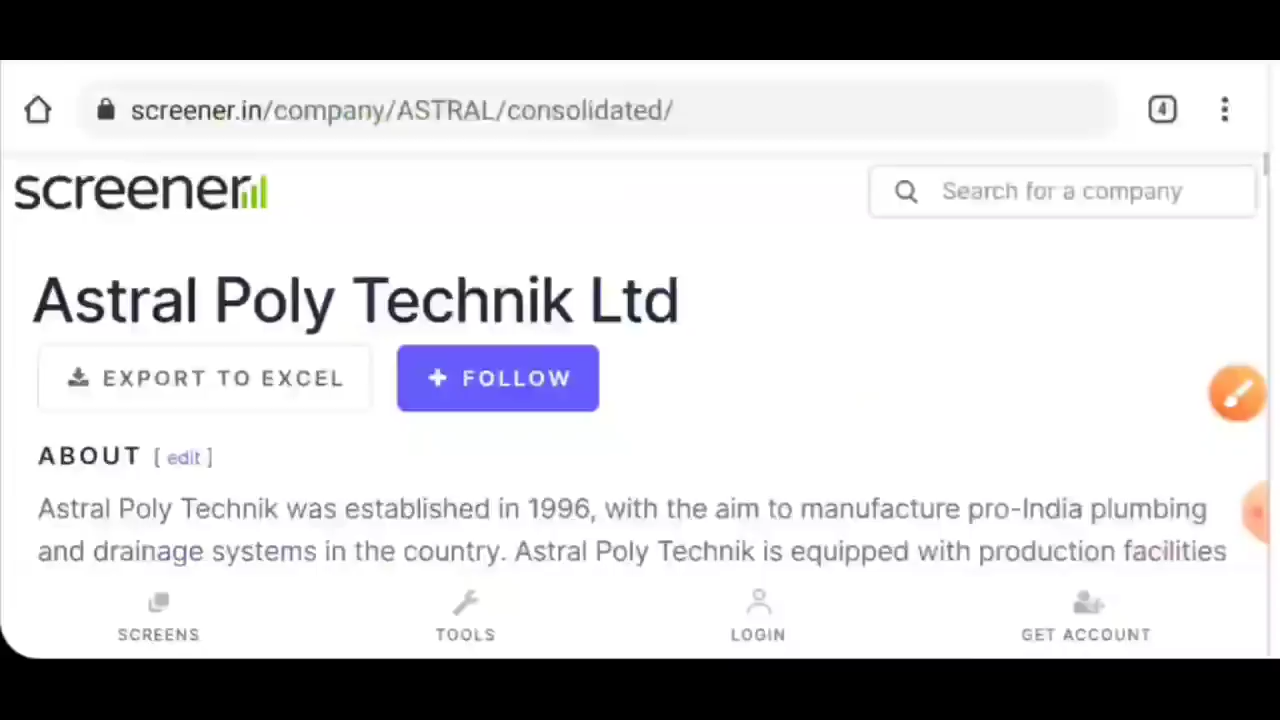 screener.in/company/ASTRAL/consolidated/
4
screener
Search for a company
Astral Poly Technik Ltd
EXPORT TO EXCEL
+ FOLLOW
ABOUT [ edit ]
Astral Poly Technik was established in 1996, with the aim to manufacture pro-India plumbing
and drainage systems in the country. Astral Poly Technik is equipped with production facilities
SCREENS
TOOLS
LOGIN
GET ACCOUNT